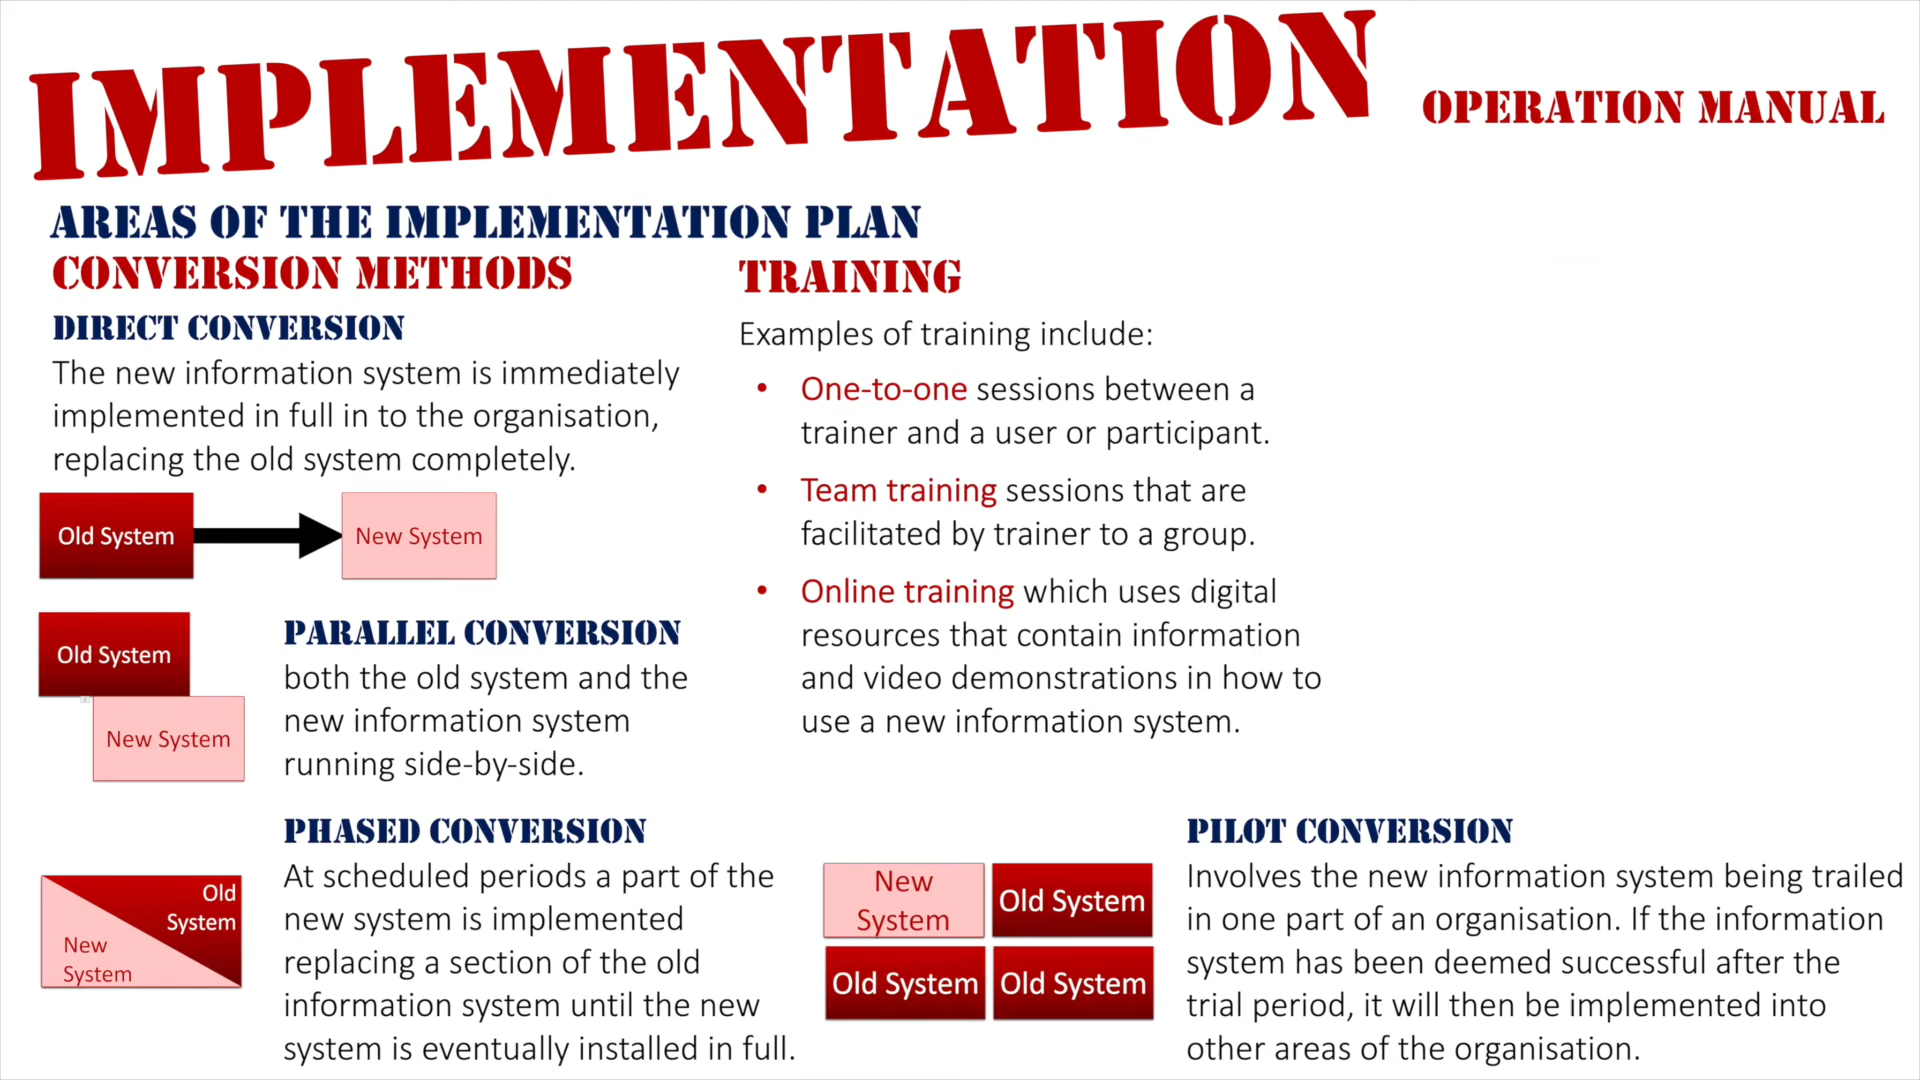 IMPLEMENTATION
OPERATION MANUAL
AREAS OF THE IMPLEMENTATION PLAN
CONVERSION METHODS
DIRECT CONVERSION
The new information system is immediately
implemented in full in to the organisation,
replacing the old system completely.
Old System
New System
Old System
New System
PARALLEL CONVERSION
both the old system and the
new information system
running side-by-side.
PHASED CONVERSION
At scheduled periods a part of the
new system is implemented
replacing a section of the old
information system until the new
system is eventually installed in full.
Old
System
New
System
TRAINING
Examples of training include:
• One-to-one sessions between a
trainer and a user or participant.
• Team training sessions that are
facilitated by trainer to a group.
• Online training which uses digital
resources that contain information
and video demonstrations in how to
use a new information system.
New
System
Old System
Old System
Old System
PILOT CONVERSION
Involves the new information system being trailed
in one part of an organisation. If the information
system has been deemed successful after the
trial period, it will then be implemented into
other areas of the organisation.